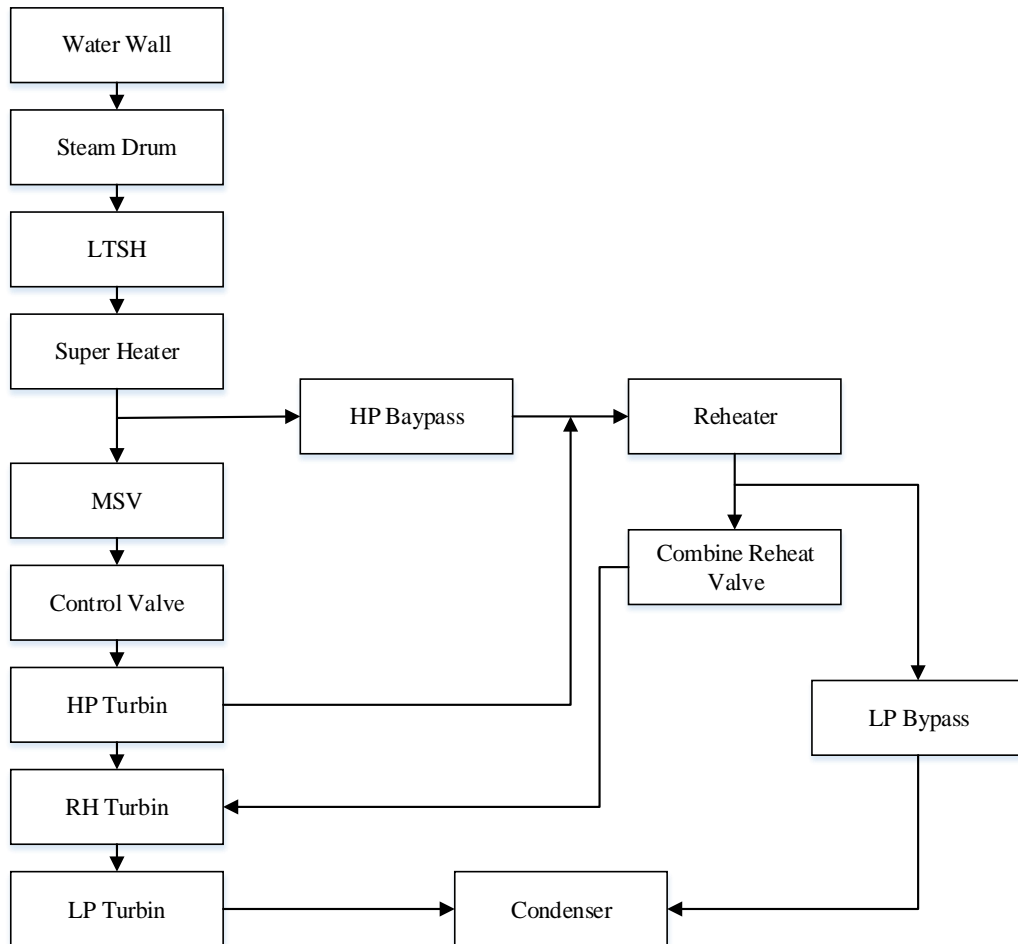 Water Wall
Steam Drum
LTSH
Super Heater
HP Baypass
Reheater
MSV
Combine Reheat
Valve
Control Valve
HP Turbin
LP Bypass
RH Turbin
LP Turbin
Condenser